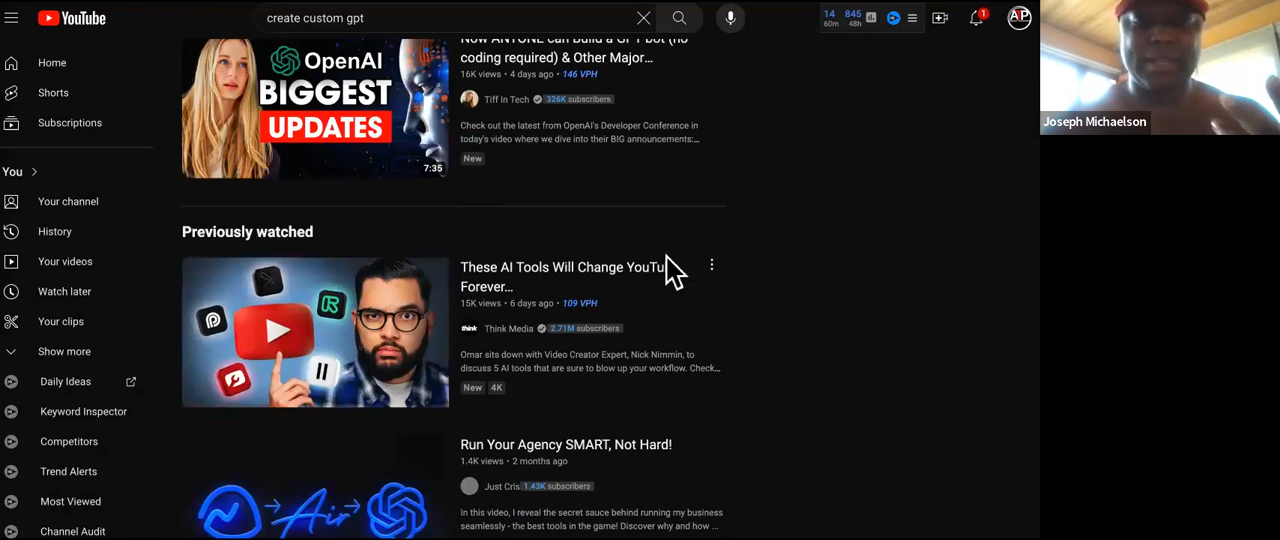 YouTube
create custom gpt
14
60m
845
48h
1
ATP
Home
Shorts
Subscriptions
You
Your channel
History
Your videos
Watch later
Your clips
Show more
Daily Ideas
Keyword Inspector
Competitors
Trend Alerts
Most Viewed
Channel Audit
OpenAI
BIGGEST
UPDATES
7:35
Now ANYONE can build a GPT bot (no
coding required) & Other Major...
16K views • 4 days ago • 146 VPH
Tiff In Tech 326K subscribers
Check out the latest from OpenAI's Developer Conference in
today's video where we dive into their BIG announcements:...
New
Previously watched
These AI Tools Will Change YouTu
Forever...
15K views • 6 days ago • 109 VPH
think Think Media 2.71M subscribers
Omar sits down with Video Creator Expert, Nick Nimmin, to
discuss 5 AI tools that are sure to blow up your workflow. Check...
New 4K
Run Your Agency SMART, Not Hard!
1.4K views • 2 months ago
Just Cris 1.43K subscribers
In this video, I reveal the secret sauce behind running my business
seamlessly - the best tools in the game! Discover why and how ...
Air
Joseph Michaelson